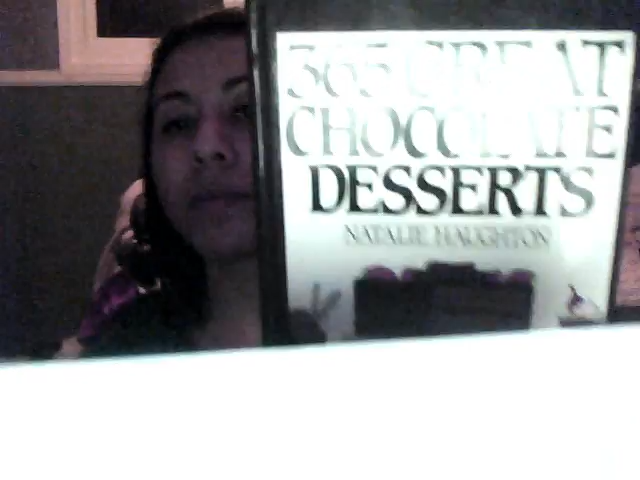 365 GREAT
CHOCOLATE
DESSERTS
NATALIE HAUGHTON